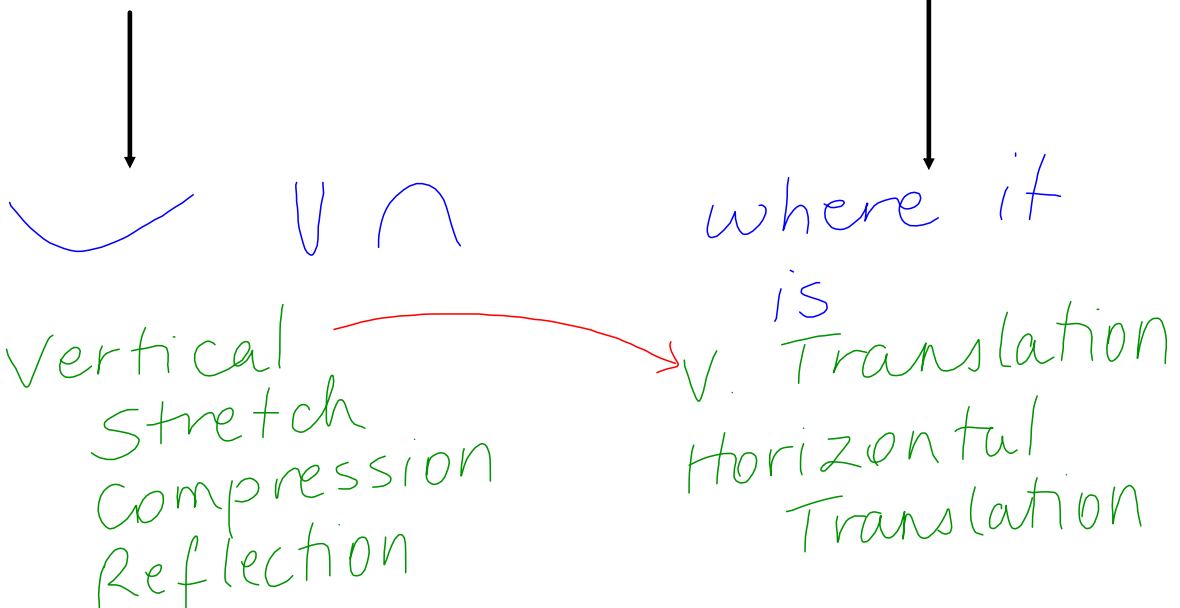 where it
is
Vertical
Stretch
Compression
Reflection
V. Translation
Horizontal
Translation